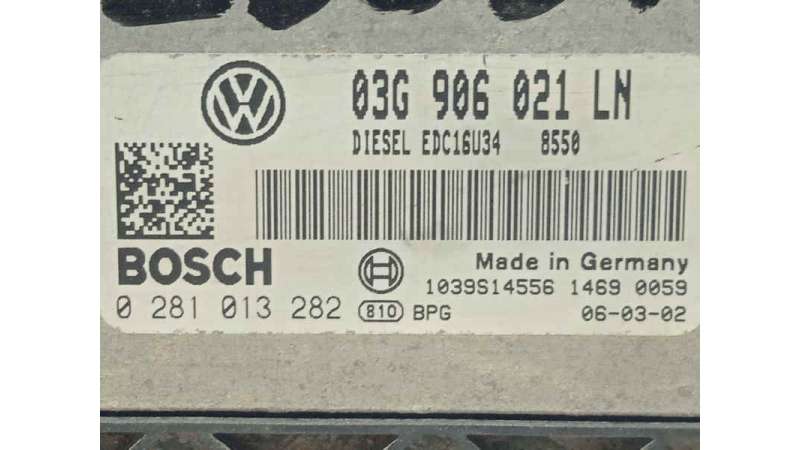 VW 03G 906 021 LN
DIESEL EDC16U34 8550
BOSCH Made in Germany
1039S14556 1469 0059
0 281 013 282 810 BPG 06-03-02